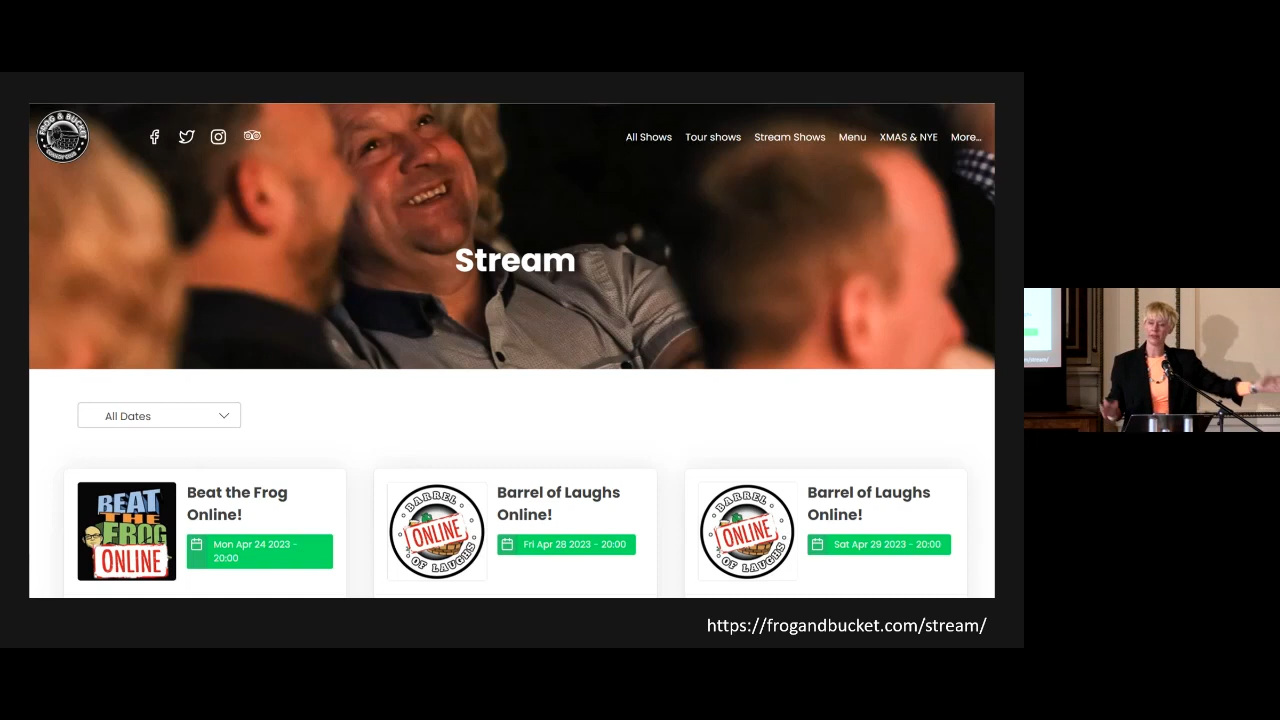 FROG & BUCKET
All Shows Tour shows Stream Shows Menu XMAS & NYE More...
Stream
All Dates
BEAT
THE
FROG
ONLINE
Beat the Frog
Online!
Mon Apr 24 2023 -
20:00
BARREL
ONLINE
OF LAUGHS
Barrel of Laughs
Online!
Fri Apr 28 2023 - 20:00
BARREL
ONLINE
OF LAUGHS
Barrel of Laughs
Online!
Sat Apr 29 2023 - 20:00
https://frogandbucket.com/stream/